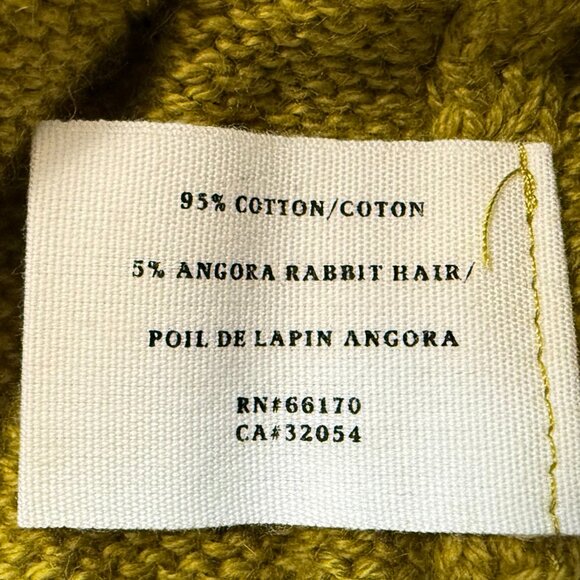 95% COTTON/COTON
5% ANGORA RABBIT HAIR/
POIL DE LAPIN ANGORA
RN#66170
CA#32054